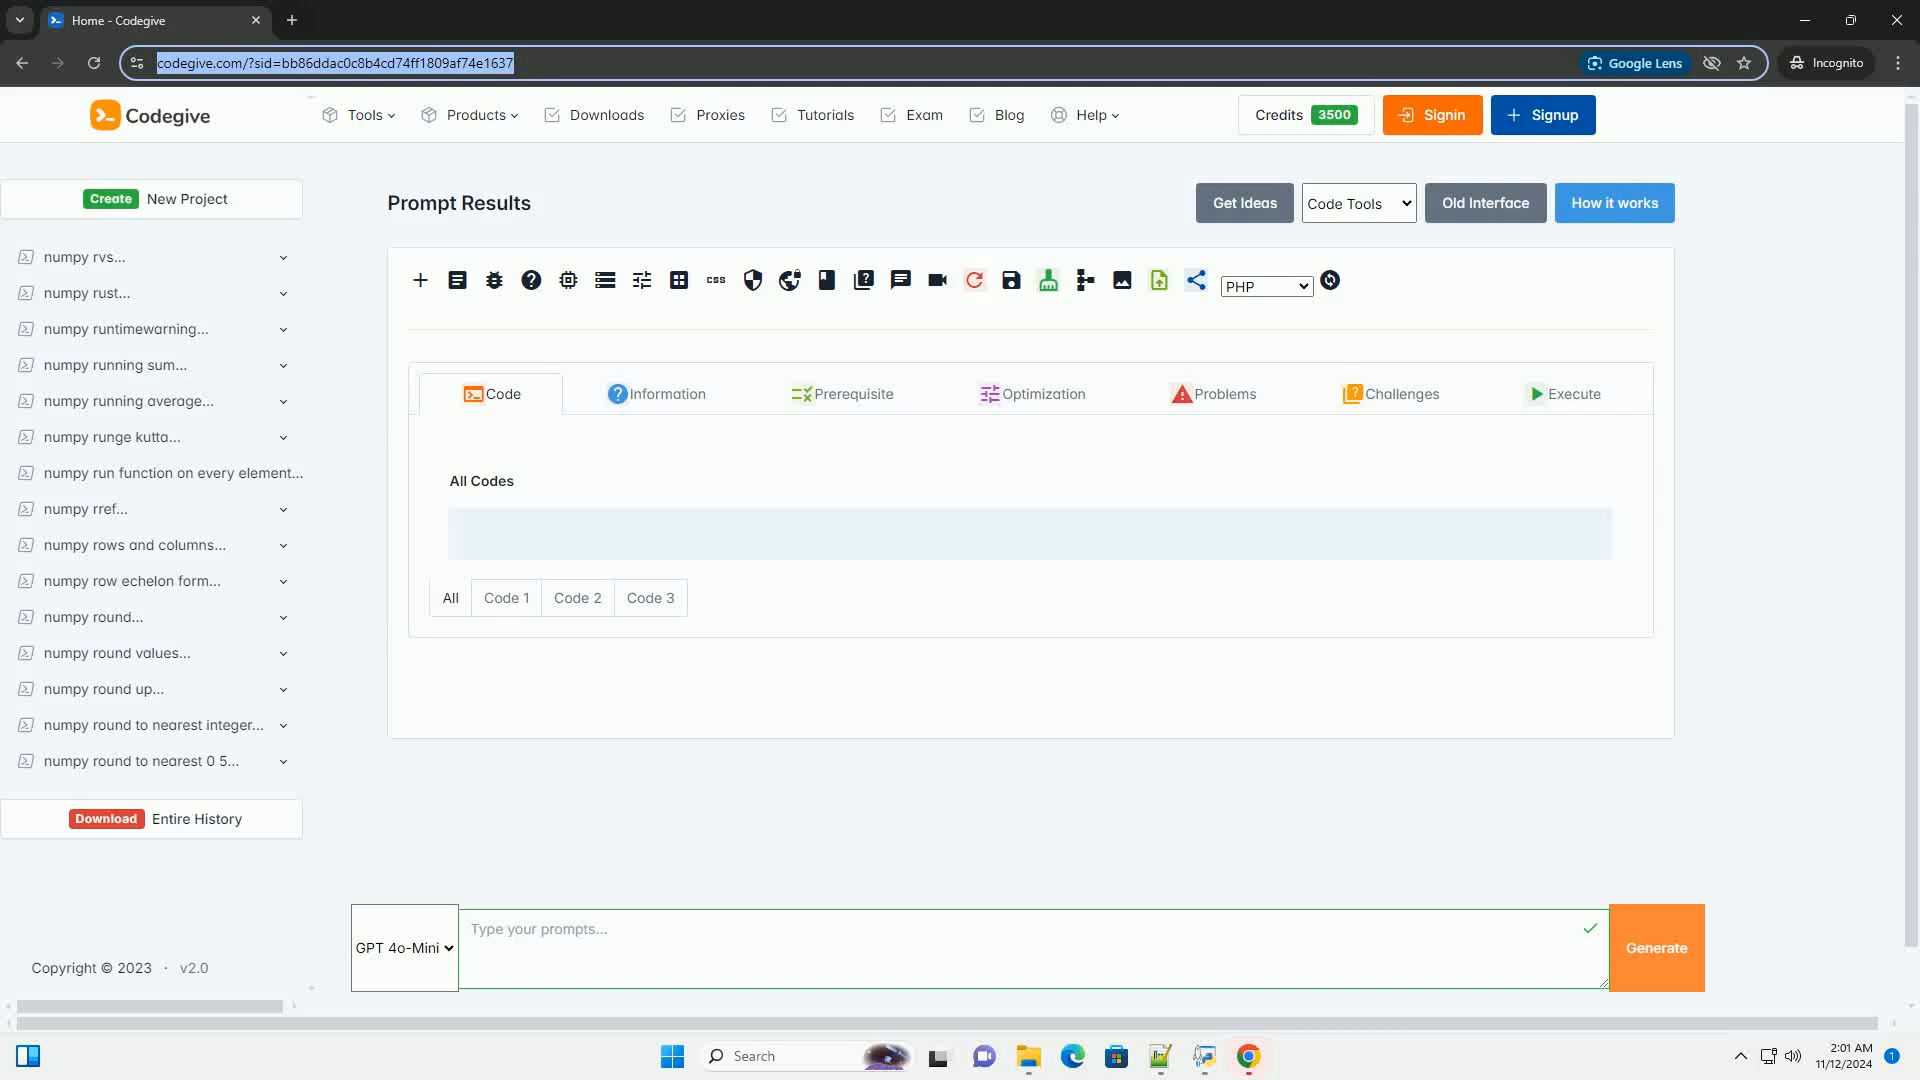 Home - Codegive
codegive.com/?sid=bb86ddac0c8b4cd74ff1809af74e1637
Google Lens
Incognito
Codegive
Tools
Products
Downloads
Proxies
Tutorials
Exam
Blog
Help
Credits 3500
Signin
Signup
Create New Project
numpy rvs...
numpy rust...
numpy runtimewarning...
numpy running sum...
numpy running average...
numpy runge kutta...
numpy run function on every element...
numpy rref...
numpy rows and columns...
numpy row echelon form...
numpy round...
numpy round values...
numpy round up...
numpy round to nearest integer...
numpy round to nearest 0 5...
Download Entire History
Copyright © 2023 · v2.0
Prompt Results
Get Ideas
Code Tools
Old Interface
How it works
css
PHP
Code
Information
Prerequisite
Optimization
Problems
Challenges
Execute
All Codes
All
Code 1
Code 2
Code 3
GPT 4o-Mini
Type your prompts...
Generate
Search
2:01 AM
11/12/2024
1